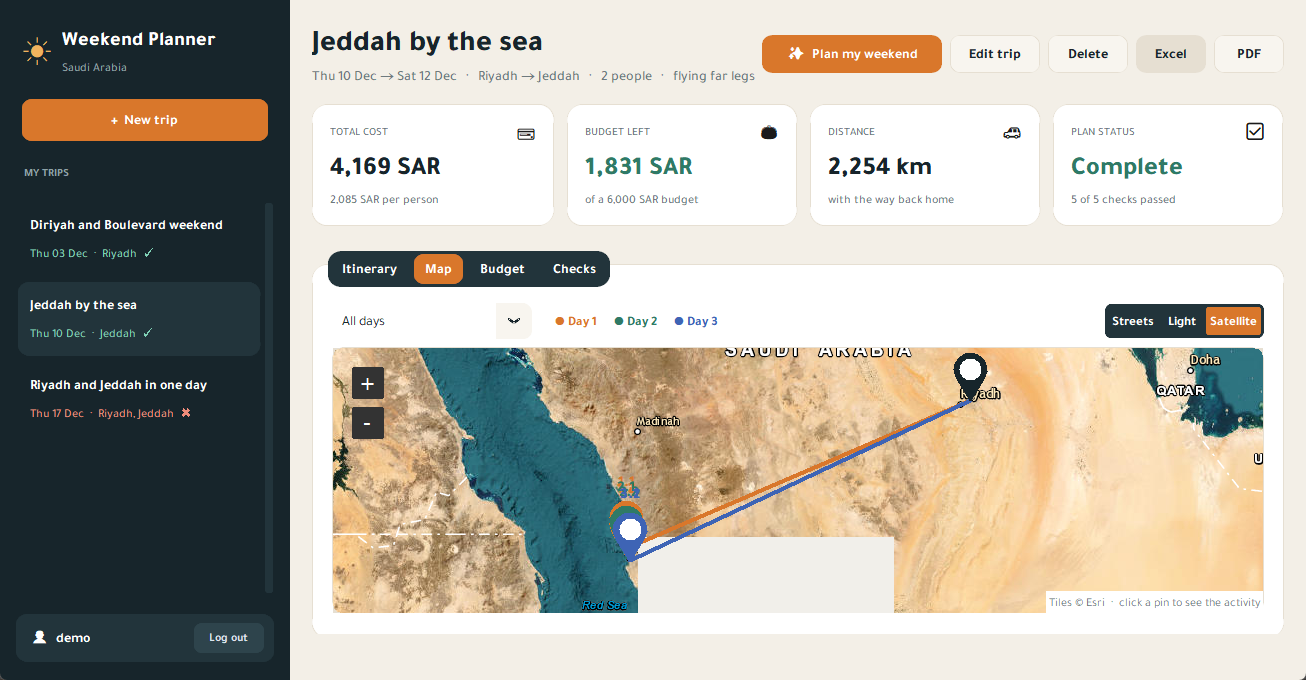 Weekend Planner
Saudi Arabia
+ New trip
MY TRIPS
Diriyah and Boulevard weekend
Thu 03 Dec · Riyadh ✓
Jeddah by the sea
Thu 10 Dec · Jeddah ✓
Riyadh and Jeddah in one day
Thu 17 Dec · Riyadh, Jeddah ✖
demo
Log out
Jeddah by the sea
Thu 10 Dec → Sat 12 Dec · Riyadh → Jeddah · 2 people · flying far legs
Plan my weekend
Edit trip
Delete
Excel
PDF
TOTAL COST
4,169 SAR
2,085 SAR per person
BUDGET LEFT
1,831 SAR
of a 6,000 SAR budget
DISTANCE
2,254 km
with the way back home
PLAN STATUS
Complete
5 of 5 checks passed
Itinerary
Map
Budget
Checks
All days
Day 1
Day 2
Day 3
Streets
Light
Satellite
+
-
SAUDI ARABIA
Doha
QATAR
Madinah
Red Sea
Tiles © Esri · click a pin to see the activity